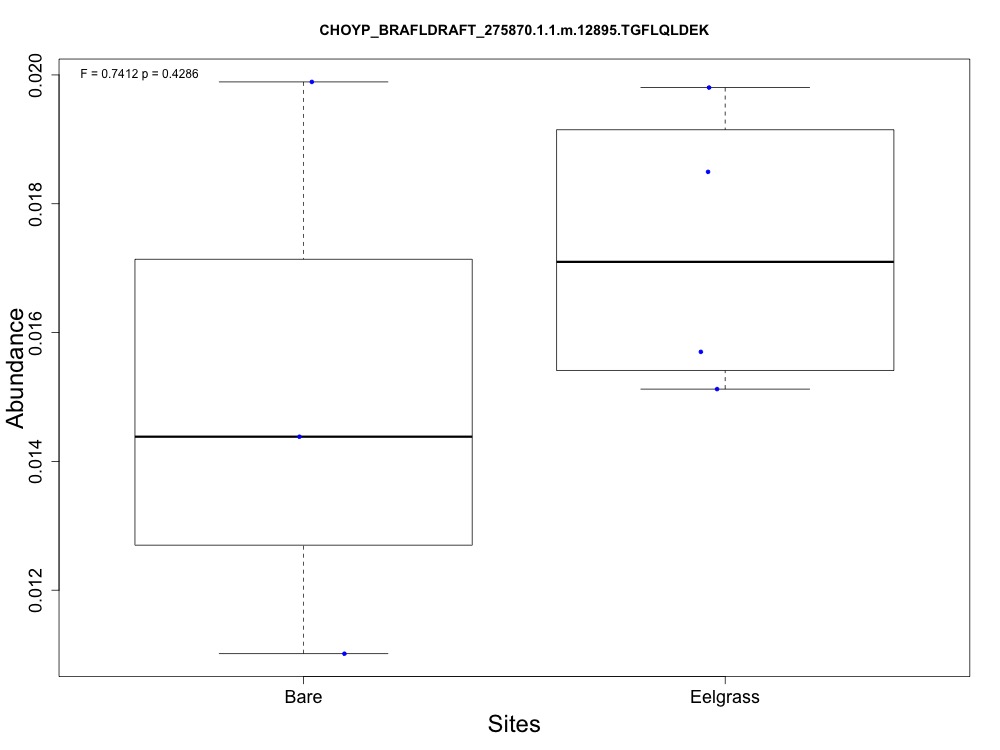 CHOYP_BRAFLDRAFT_275870.1.1.m.12895.TGFLQLDEK
F = 0.7412 p = 0.4286
0.020
0.018
0.016
0.014
0.012
Abundance
Bare
Eelgrass
Sites